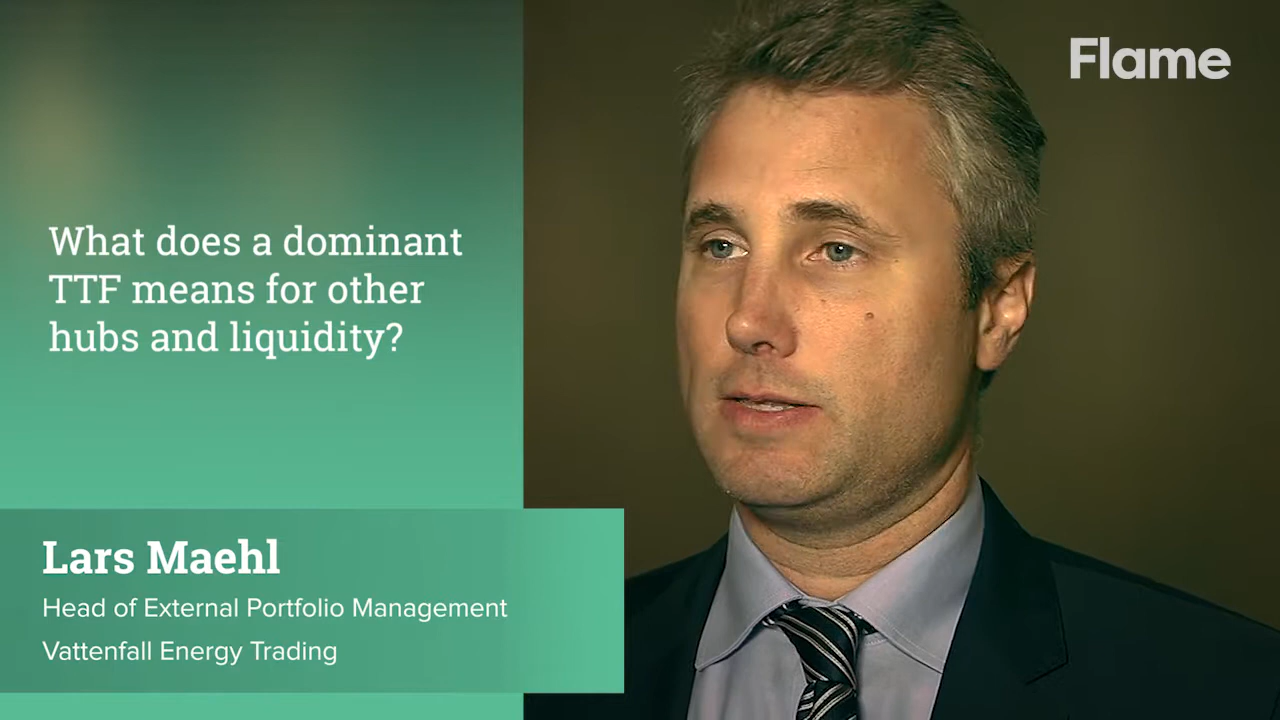 Flame
What does a dominant
TTF means for other
hubs and liquidity?
Lars Maehl
Head of External Portfolio Management
Vattenfall Energy Trading